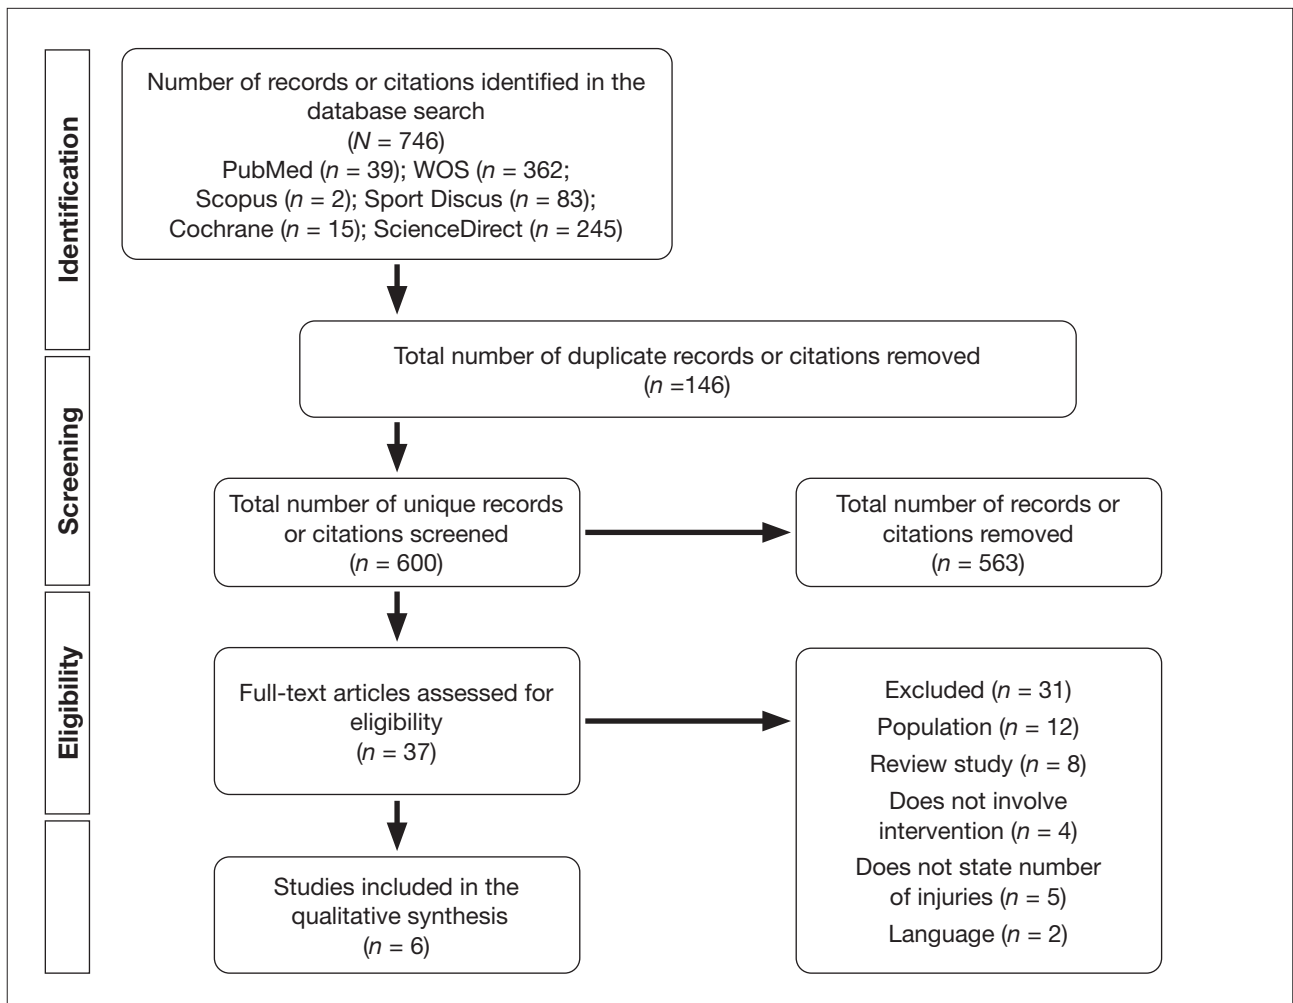 Identification
Number of records or citations identified in the
database search
(N = 746)
PubMed (n = 39); WOS (n = 362;
Scopus (n = 2); Sport Discus (n = 83);
Cochrane (n = 15); ScienceDirect (n = 245)
Total number of duplicate records or citations removed
(n =146)
Screening
Total number of unique records
or citations screened
(n = 600)
Total number of records or
citations removed
(n = 563)
Eligibility
Full-text articles assessed for
eligibility
(n = 37)
Excluded (n = 31)
Population (n = 12)
Review study (n = 8)
Does not involve
intervention (n = 4)
Does not state number
of injuries (n = 5)
Language (n = 2)
Studies included in the
qualitative synthesis
(n = 6)